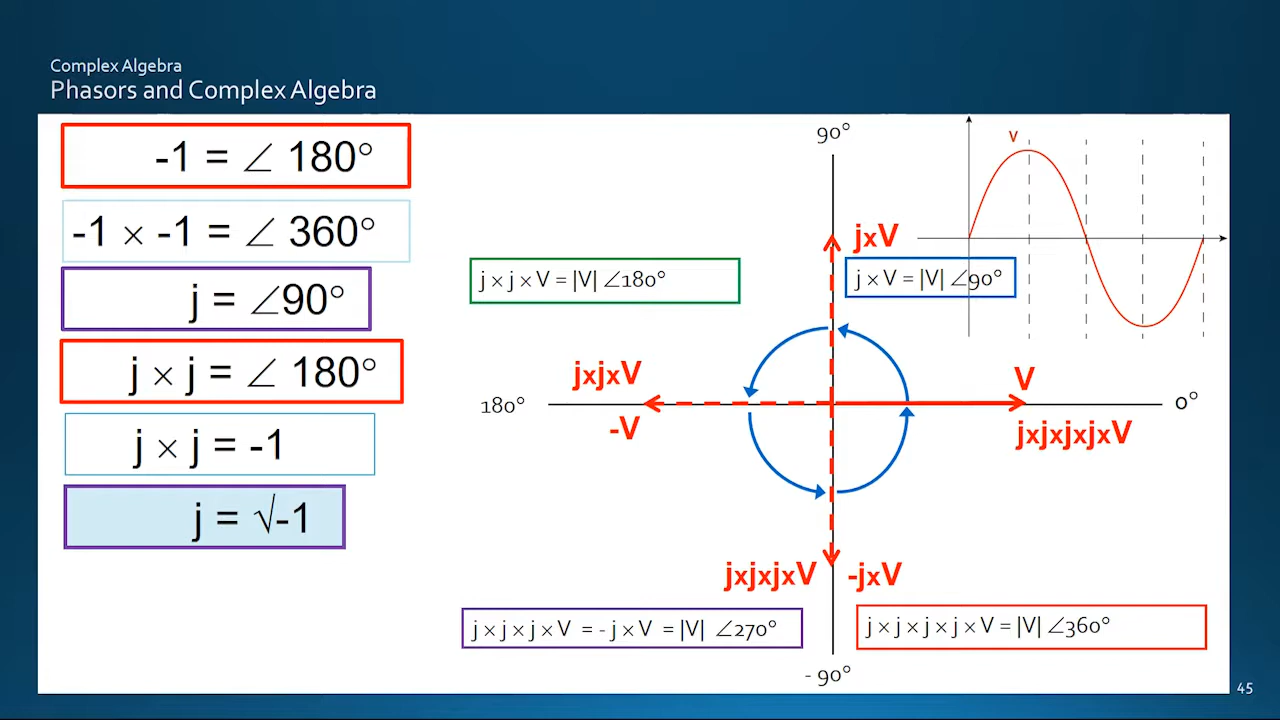 Complex Algebra
Phasors and Complex Algebra
-1 = ∠ 180°
-1 × -1 = ∠ 360°
j = ∠90°
j × j = ∠ 180°
j × j = -1
j = √-1
90°
v
jxV
j × j × V = |V| ∠180°
j × V = |V| ∠90°
jxjxV
V
180°
0°
-V
jxjxjxjxV
jxjxjxV
-jxV
j × j × j × V = - j × V = |V| ∠270°
j × j × j × j × V = |V| ∠360°
- 90°
45